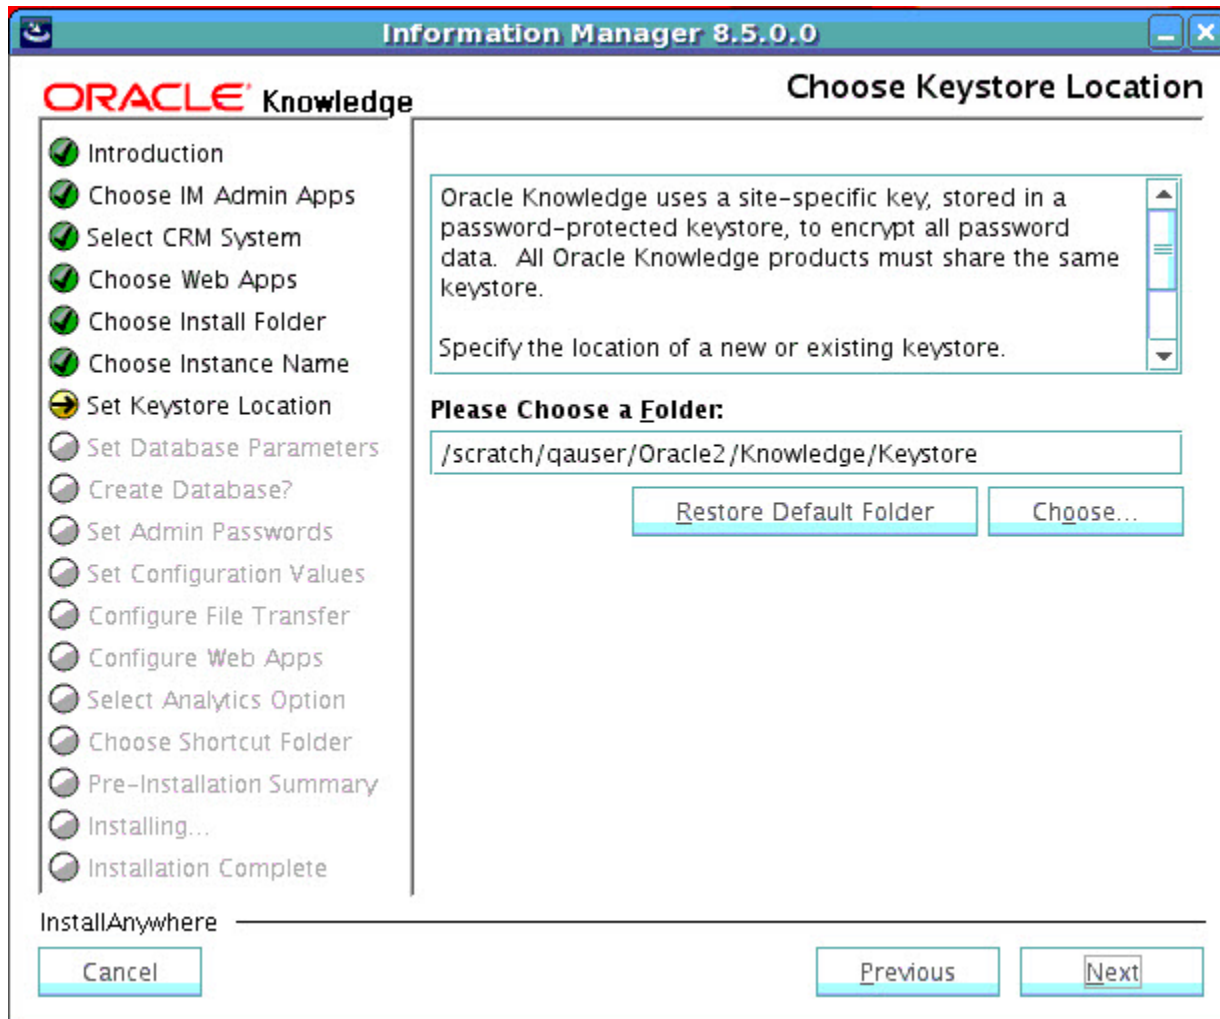 Information Manager 8.5.0.0
ORACLE Knowledge
Choose Keystore Location
Introduction
Choose IM Admin Apps
Select CRM System
Choose Web Apps
Choose Install Folder
Choose Instance Name
Set Keystore Location
Set Database Parameters
Create Database?
Set Admin Passwords
Set Configuration Values
Configure File Transfer
Configure Web Apps
Select Analytics Option
Choose Shortcut Folder
Pre-Installation Summary
Installing...
Installation Complete
Oracle Knowledge uses a site-specific key, stored in a
password-protected keystore, to encrypt all password
data. All Oracle Knowledge products must share the same
keystore.
Specify the location of a new or existing keystore.
Please Choose a Folder:
/scratch/qauser/Oracle2/Knowledge/Keystore
Restore Default Folder
Choose...
InstallAnywhere
Cancel
Previous
Next